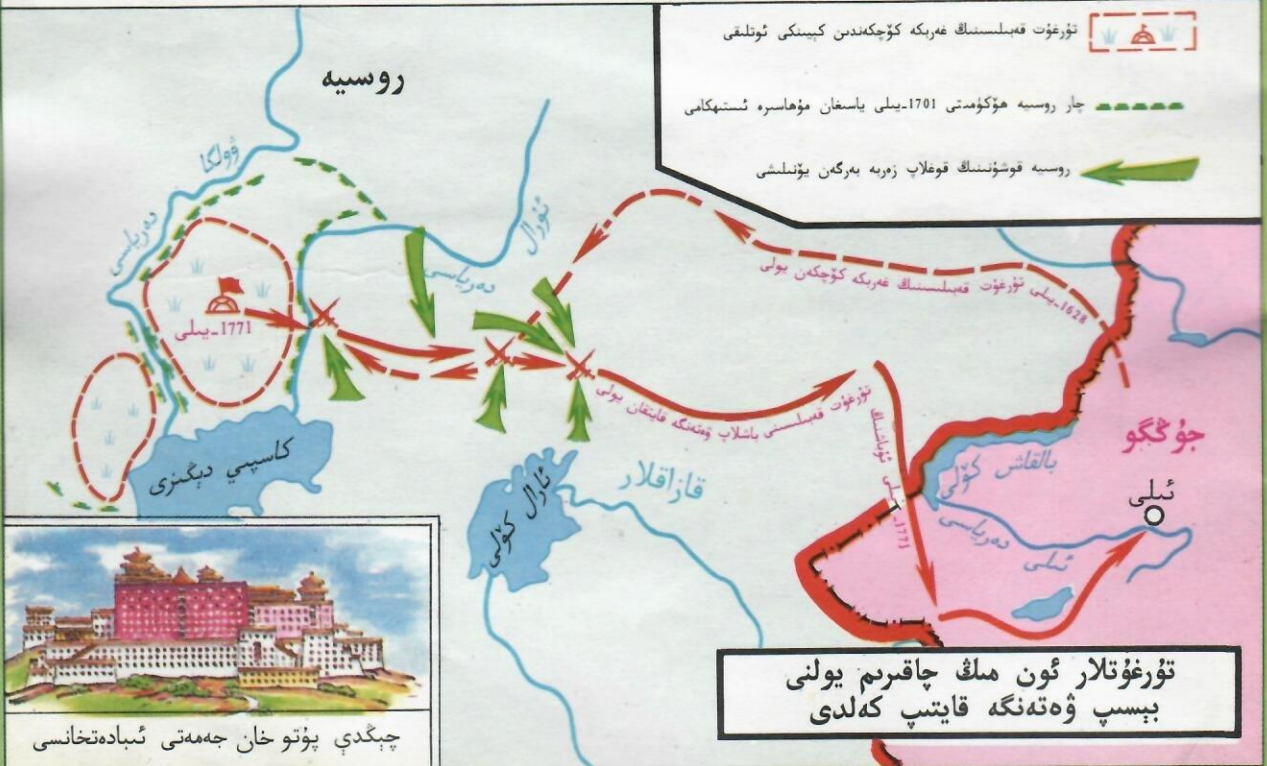 تۇرغۇت قەبىلىسىنىڭ غەربكە كۆچكەندىن كېيىنكى ئوتلىقى
چار روسىيە ھۆكۈمىتى 1701-يىلى ياسىغان مۇھاسىرە ئىستىھكامى
روسىيە قوشۇنىنىڭ قوغلاپ زەربە بەرگەن يۆنىلىشى
روسىيە
ۋولگا
دەرياسى
ئۇرال
دەرياسى
1628-يىلى تۇرغۇت قەبىلىسىنىڭ غەربكە كۆچكەن يولى
1771-يىلى
1771-يىلى ئۇباشىنىڭ
تۇرغۇت قەبىلىسىنى باشلاپ ۋەتەنگە قايتقان يولى
جۇڭگو
بالقاش كۆلى
ئىلى
ئىلى
دەرياسى
كاسپىي دېڭىزى
ئارال كۆلى
قازاقلار
تۇرغۇتلار ئون مىڭ چاقىرىم يولنى
بېسىپ ۋەتەنگە قايتىپ كەلدى
چېڭدې پۇتو خان جەمەتى ئىبادەتخانىسى